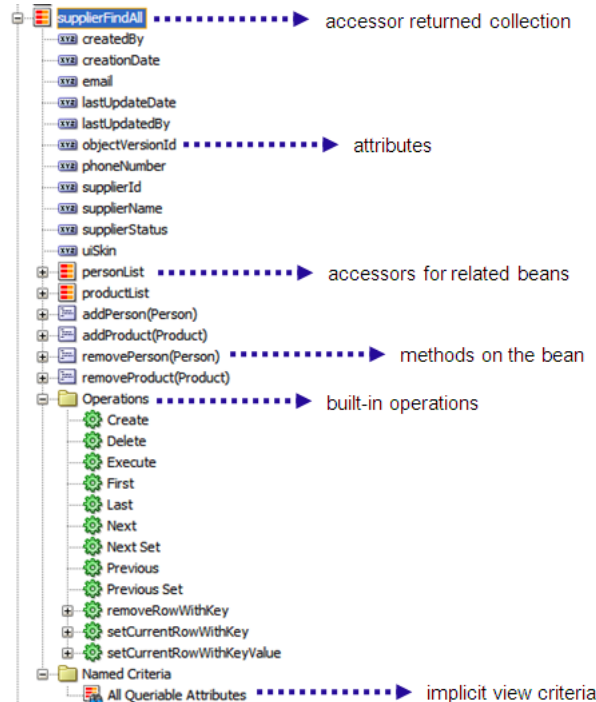 supplierFindAll accessor returned collection
createdBy
creationDate
email
lastUpdateDate
lastUpdatedBy
objectVersionId attributes
phoneNumber
supplierId
supplierName
supplierStatus
uiSkin
personList accessors for related beans
productList
addPerson(Person)
addProduct(Product)
removePerson(Person) methods on the bean
removeProduct(Product)
Operations built-in operations
Create
Delete
Execute
First
Last
Next
Next Set
Previous
Previous Set
removeRowWithKey
setCurrentRowWithKey
setCurrentRowWithKeyValue
Named Criteria
All Queriable Attributes implicit view criteria